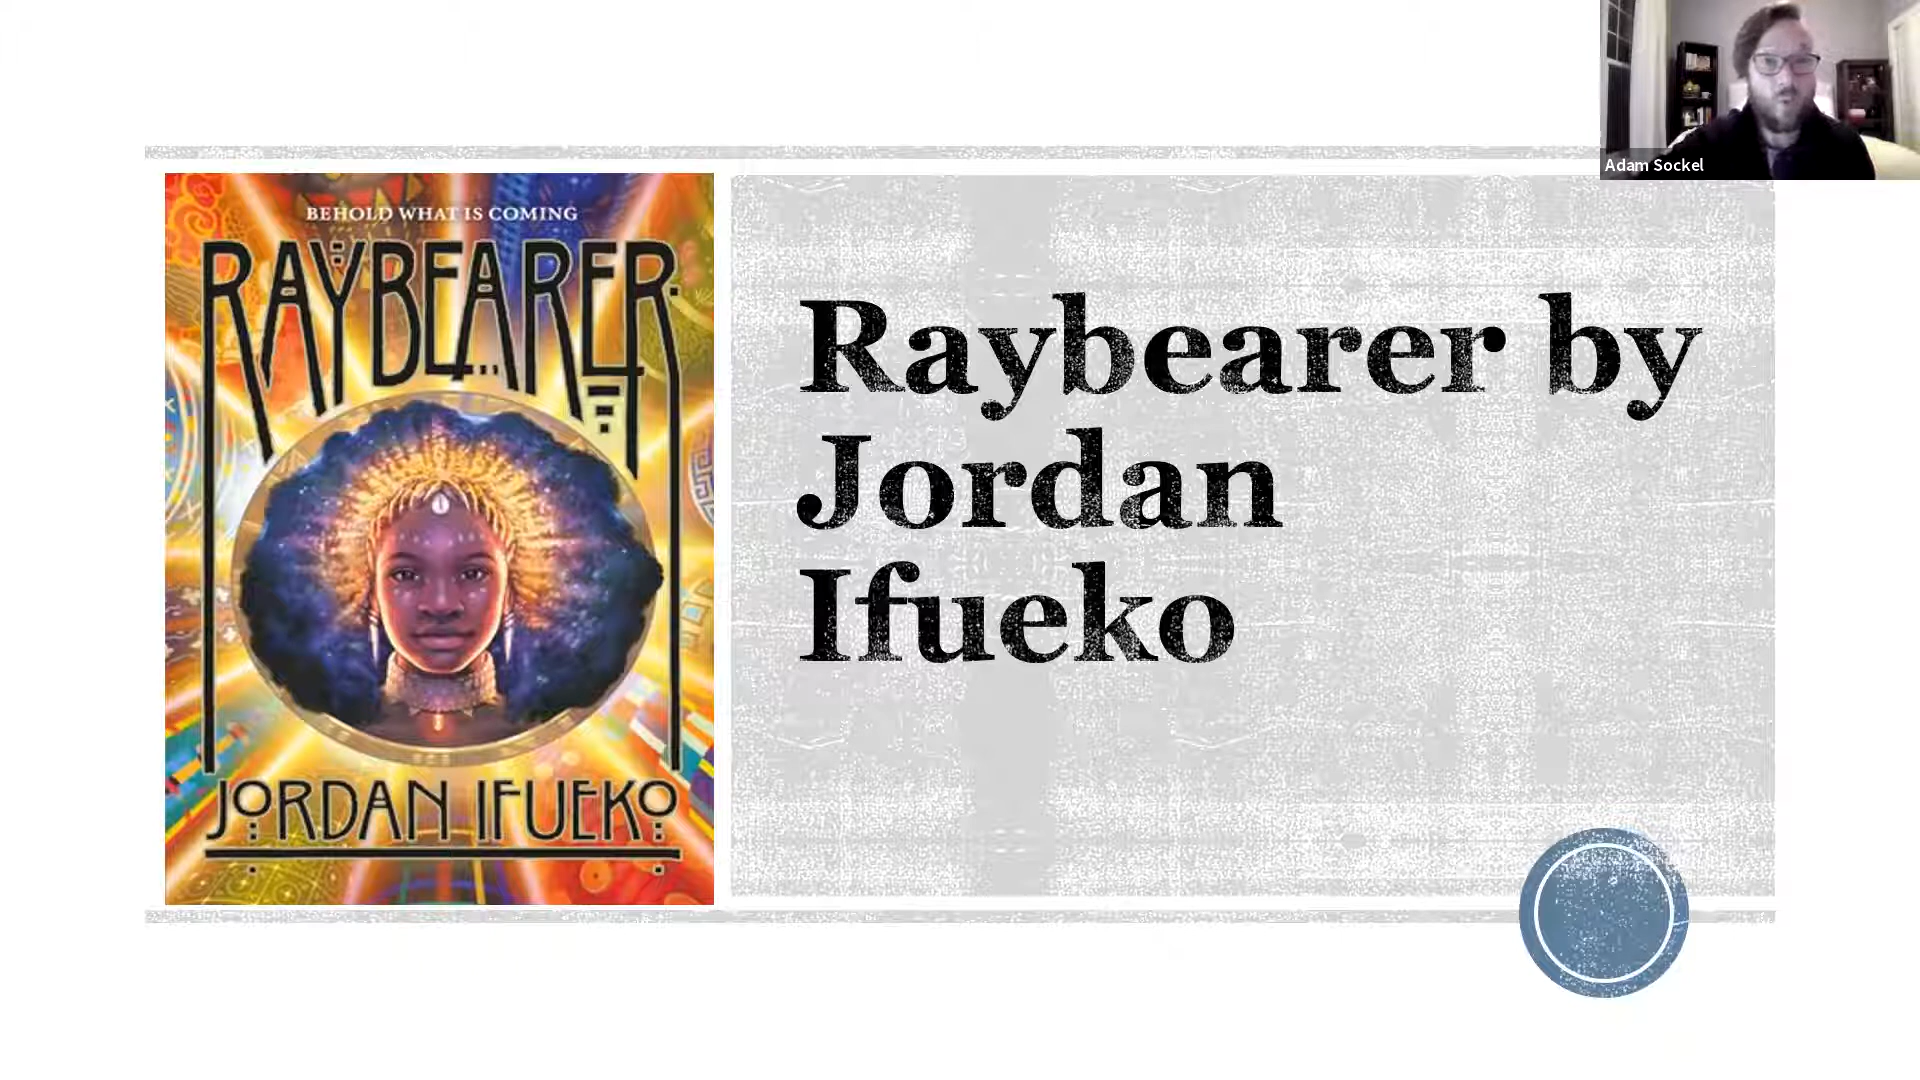 Adam Sockel
BEHOLD WHAT IS COMING
RAYBEARER
JORDAN IFUEKO
Raybearer by
Jordan
Ifueko